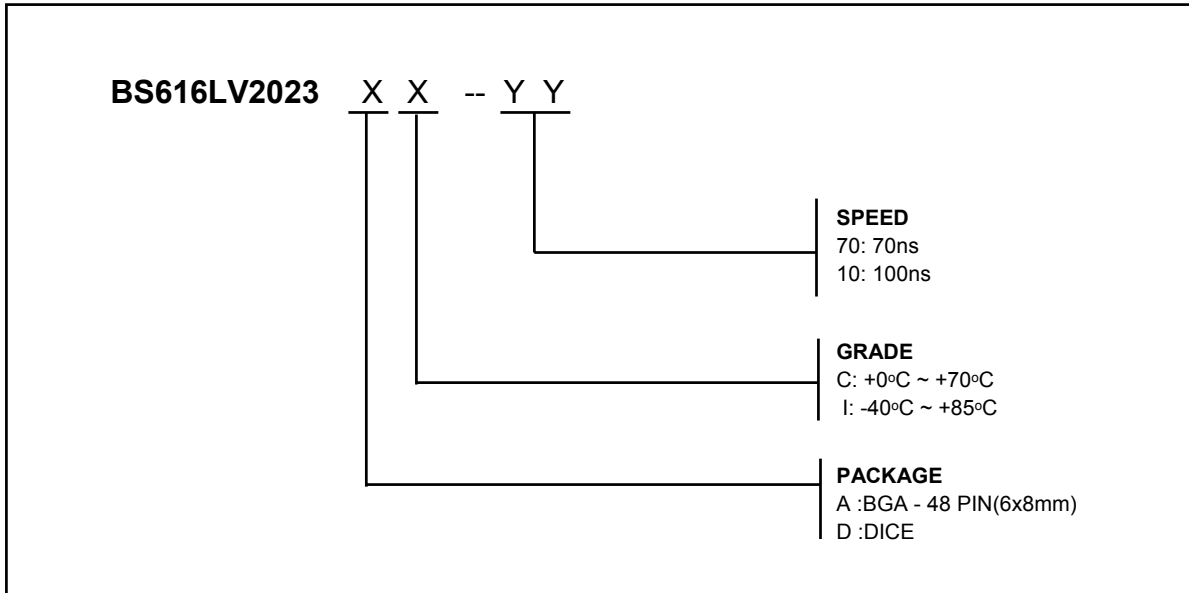 BS616LV2023 X X -- Y Y
SPEED
70: 70ns
10: 100ns
GRADE
C: +0oC ~ +70oC
I: -40oC ~ +85oC
PACKAGE
A :BGA - 48 PIN(6x8mm)
D :DICE